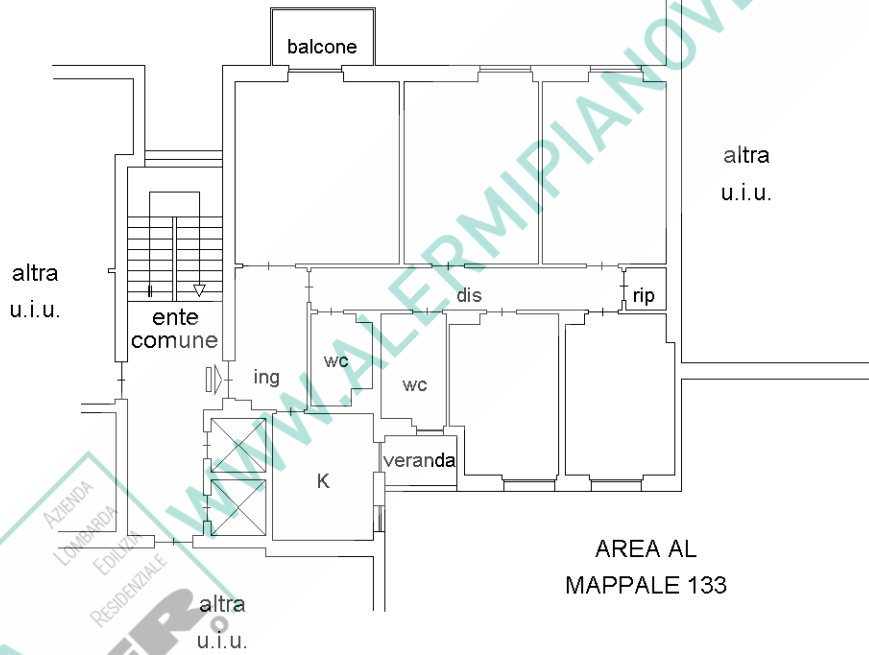 balcone
altra
u.i.u.
altra
u.i.u.
dis
rip
ente
comune
wc
ing
wc
veranda
K
AREA AL
MAPPALE 133
altra
u.i.u.
WWW.ALERMIPIANOVE
AZIENDA
LOMBARDA
EDILIZIA
RESIDENZIALE